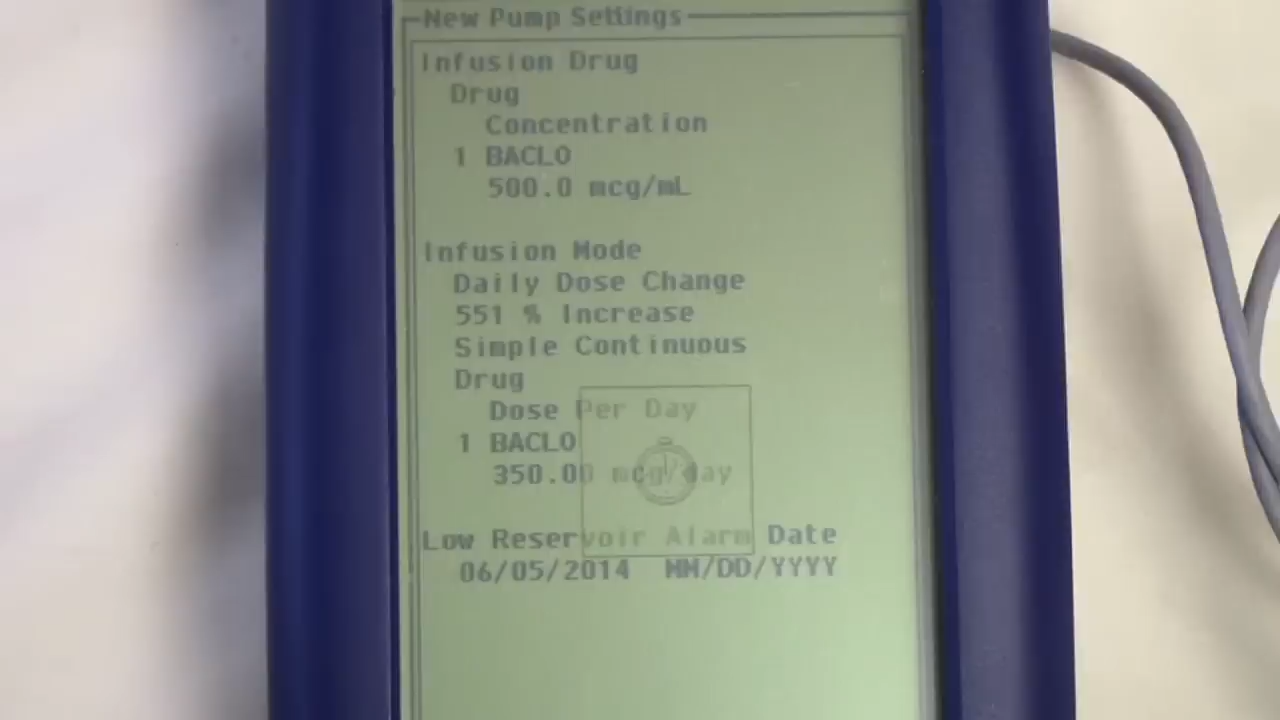 New Pump Settings
Infusion Drug
Drug
Concentration
1 BACLO
500.0 mcg/mL
Infusion Mode
Daily Dose Change
551 % Increase
Simple Continuous
Drug
Dose Per Day
1 BACLO
350.00 mcg/day
Low Reservoir Alarm Date
06/05/2014 MM/DD/YYYY